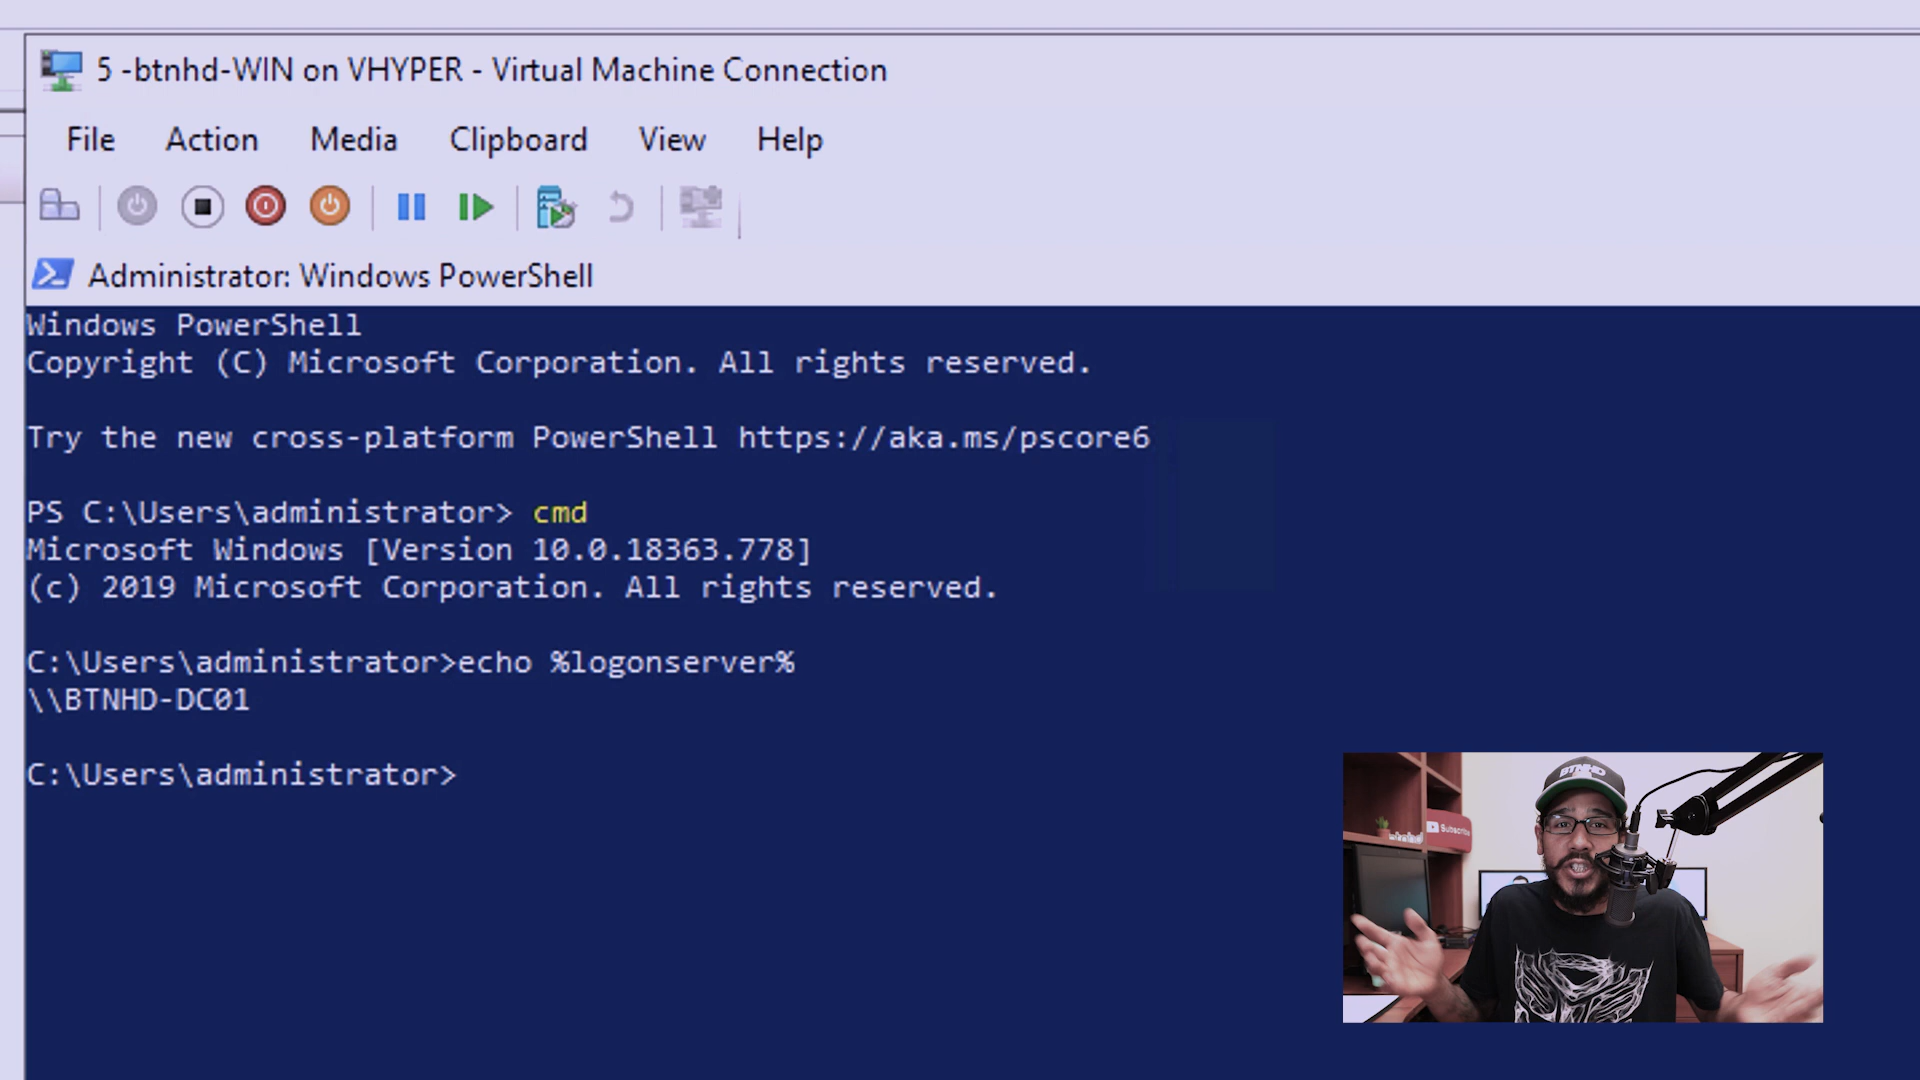 5 -btnhd-WIN on VHYPER - Virtual Machine Connection
File Action Media Clipboard View Help
Administrator: Windows PowerShell
Windows PowerShell
Copyright (C) Microsoft Corporation. All rights reserved.
Try the new cross-platform PowerShell https://aka.ms/pscore6
PS C:\Users\administrator> cmd
Microsoft Windows [Version 10.0.18363.778]
(c) 2019 Microsoft Corporation. All rights reserved.
C:\Users\administrator>echo %logonserver%
\\BTNHD-DC01
C:\Users\administrator>
BTNHD
Subscribe
btnhd